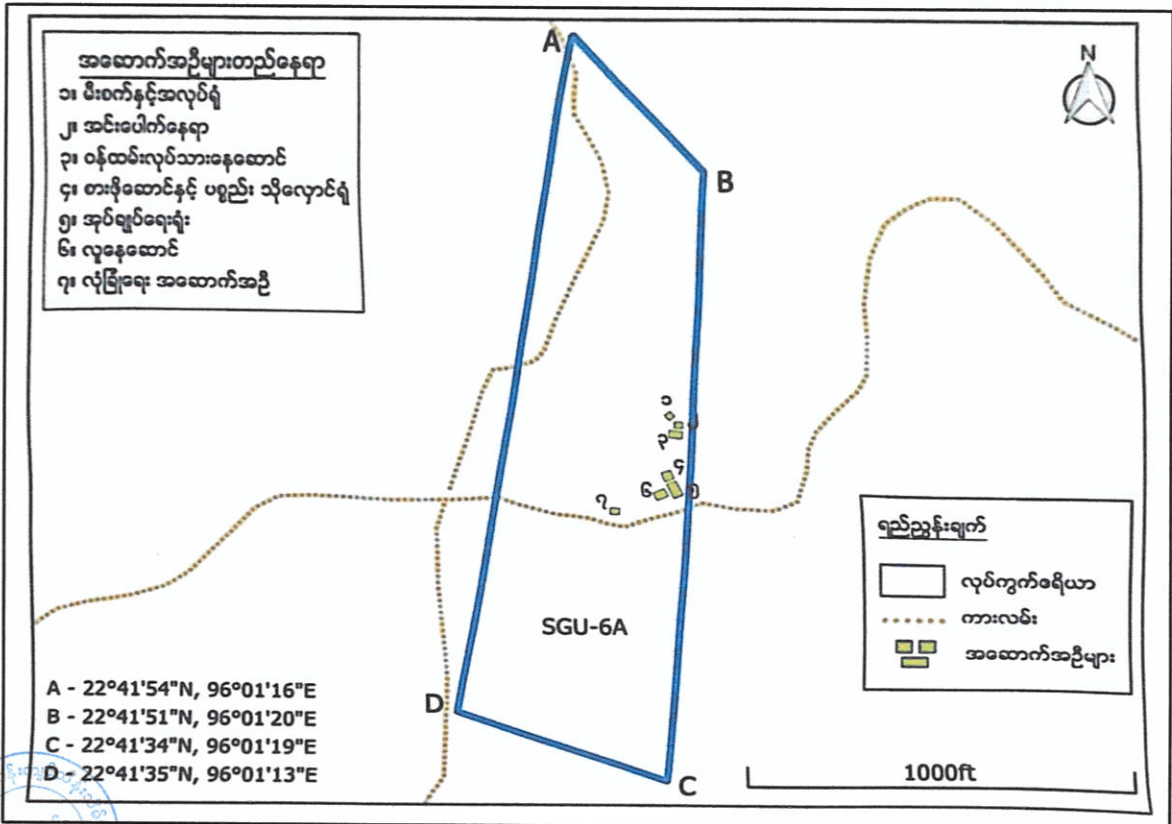 အဆောက်အဦများတည်နေရာ
၁။ မီးစက်နှင့်အလုပ်ရုံ
၂။ အင်းပေါက်နေရာ
၃။ ဝန်ထမ်းလုပ်သားနေဆောင်
၄။ စားဖိုဆောင်နှင့် ပစ္စည်း သိုလှောင်ရုံ
၅။ အုပ်ချုပ်ရေးရုံး
၆။ လူနေဆောင်
၇။ လုံခြုံရေး အဆောက်အဦ
A
B
N
၁
၂
၃
၄
၅
၆
၇
SGU-6A
D
C
A - 22°41'54"N, 96°01'16"E
B - 22°41'51"N, 96°01'20"E
C - 22°41'34"N, 96°01'19"E
D - 22°41'35"N, 96°01'13"E
ရည်ညွှန်းချက်
လုပ်ကွက်ဧရိယာ
ကားလမ်း
အဆောက်အဦများ
1000ft